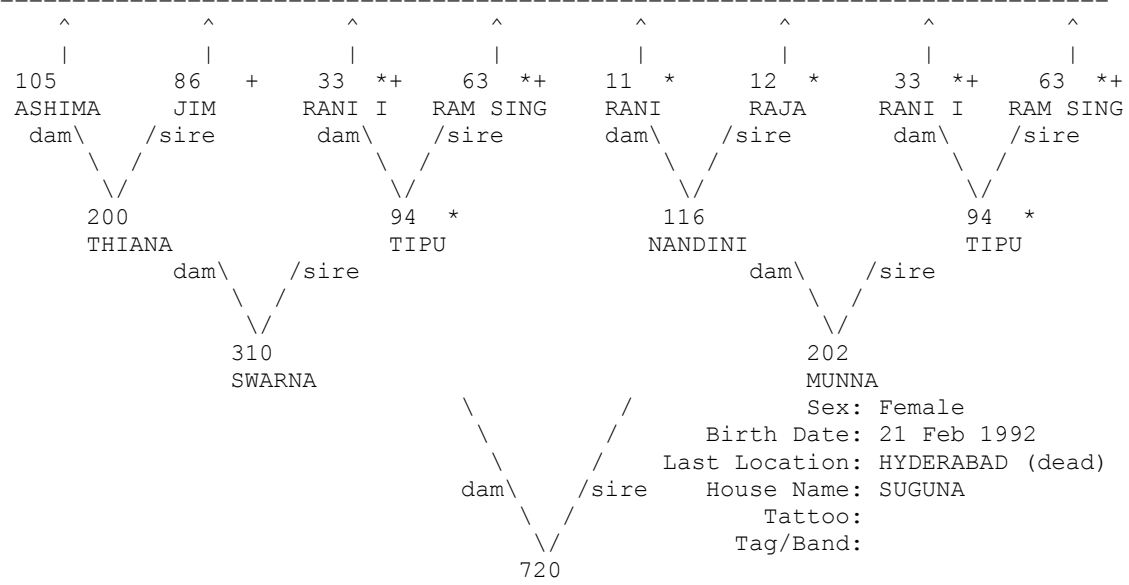 --------------------------------------------------------------------------------
^ ^ ^ ^ ^ ^ ^ ^
| | | | | | | |
105 86 + 33 *+ 63 *+ 11 * 12 * 33 *+ 63 *+
ASHIMA JIM RANI I RAM SING RANI RAJA RANI I RAM SING
dam\ /sire dam\ /sire dam\ /sire dam\ /sire
\ / \ / \ / \ /
\/ \/ \/ \/
200 94 * 116 94 *
THIANA TIPU NANDINI TIPU
dam\ /sire dam\ /sire
\ / \ /
\/ \/
310 202
SWARNA MUNNA
\ / Sex: Female
\ / Birth Date: 21 Feb 1992
\ / Last Location: HYDERABAD (dead)
dam\ /sire House Name: SUGUNA
\ / Tattoo:
\/ Tag/Band:
720